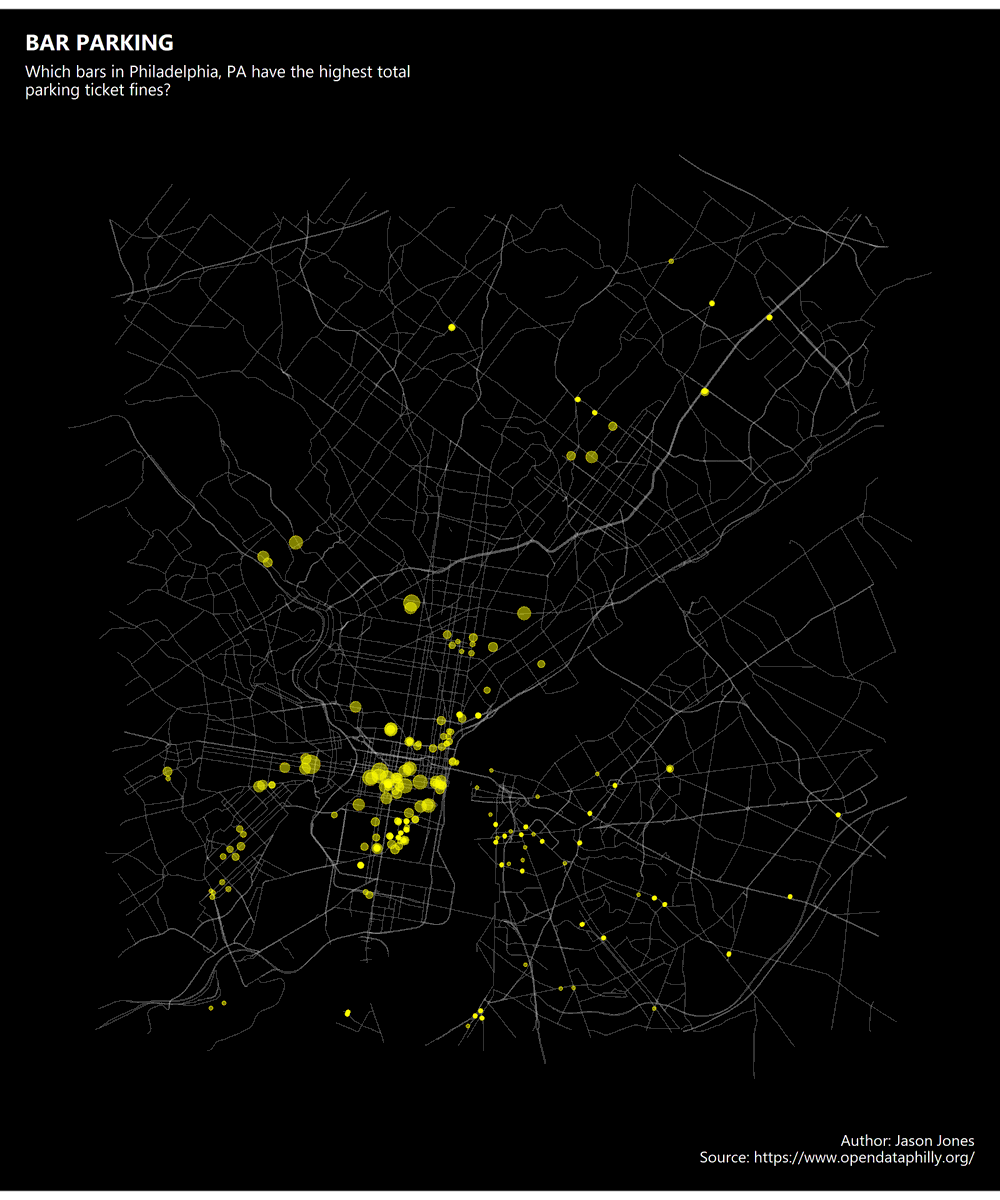 BAR PARKING
Which bars in Philadelphia, PA have the highest total
parking ticket fines?
Author: Jason Jones
Source: https://www.opendataphilly.org/